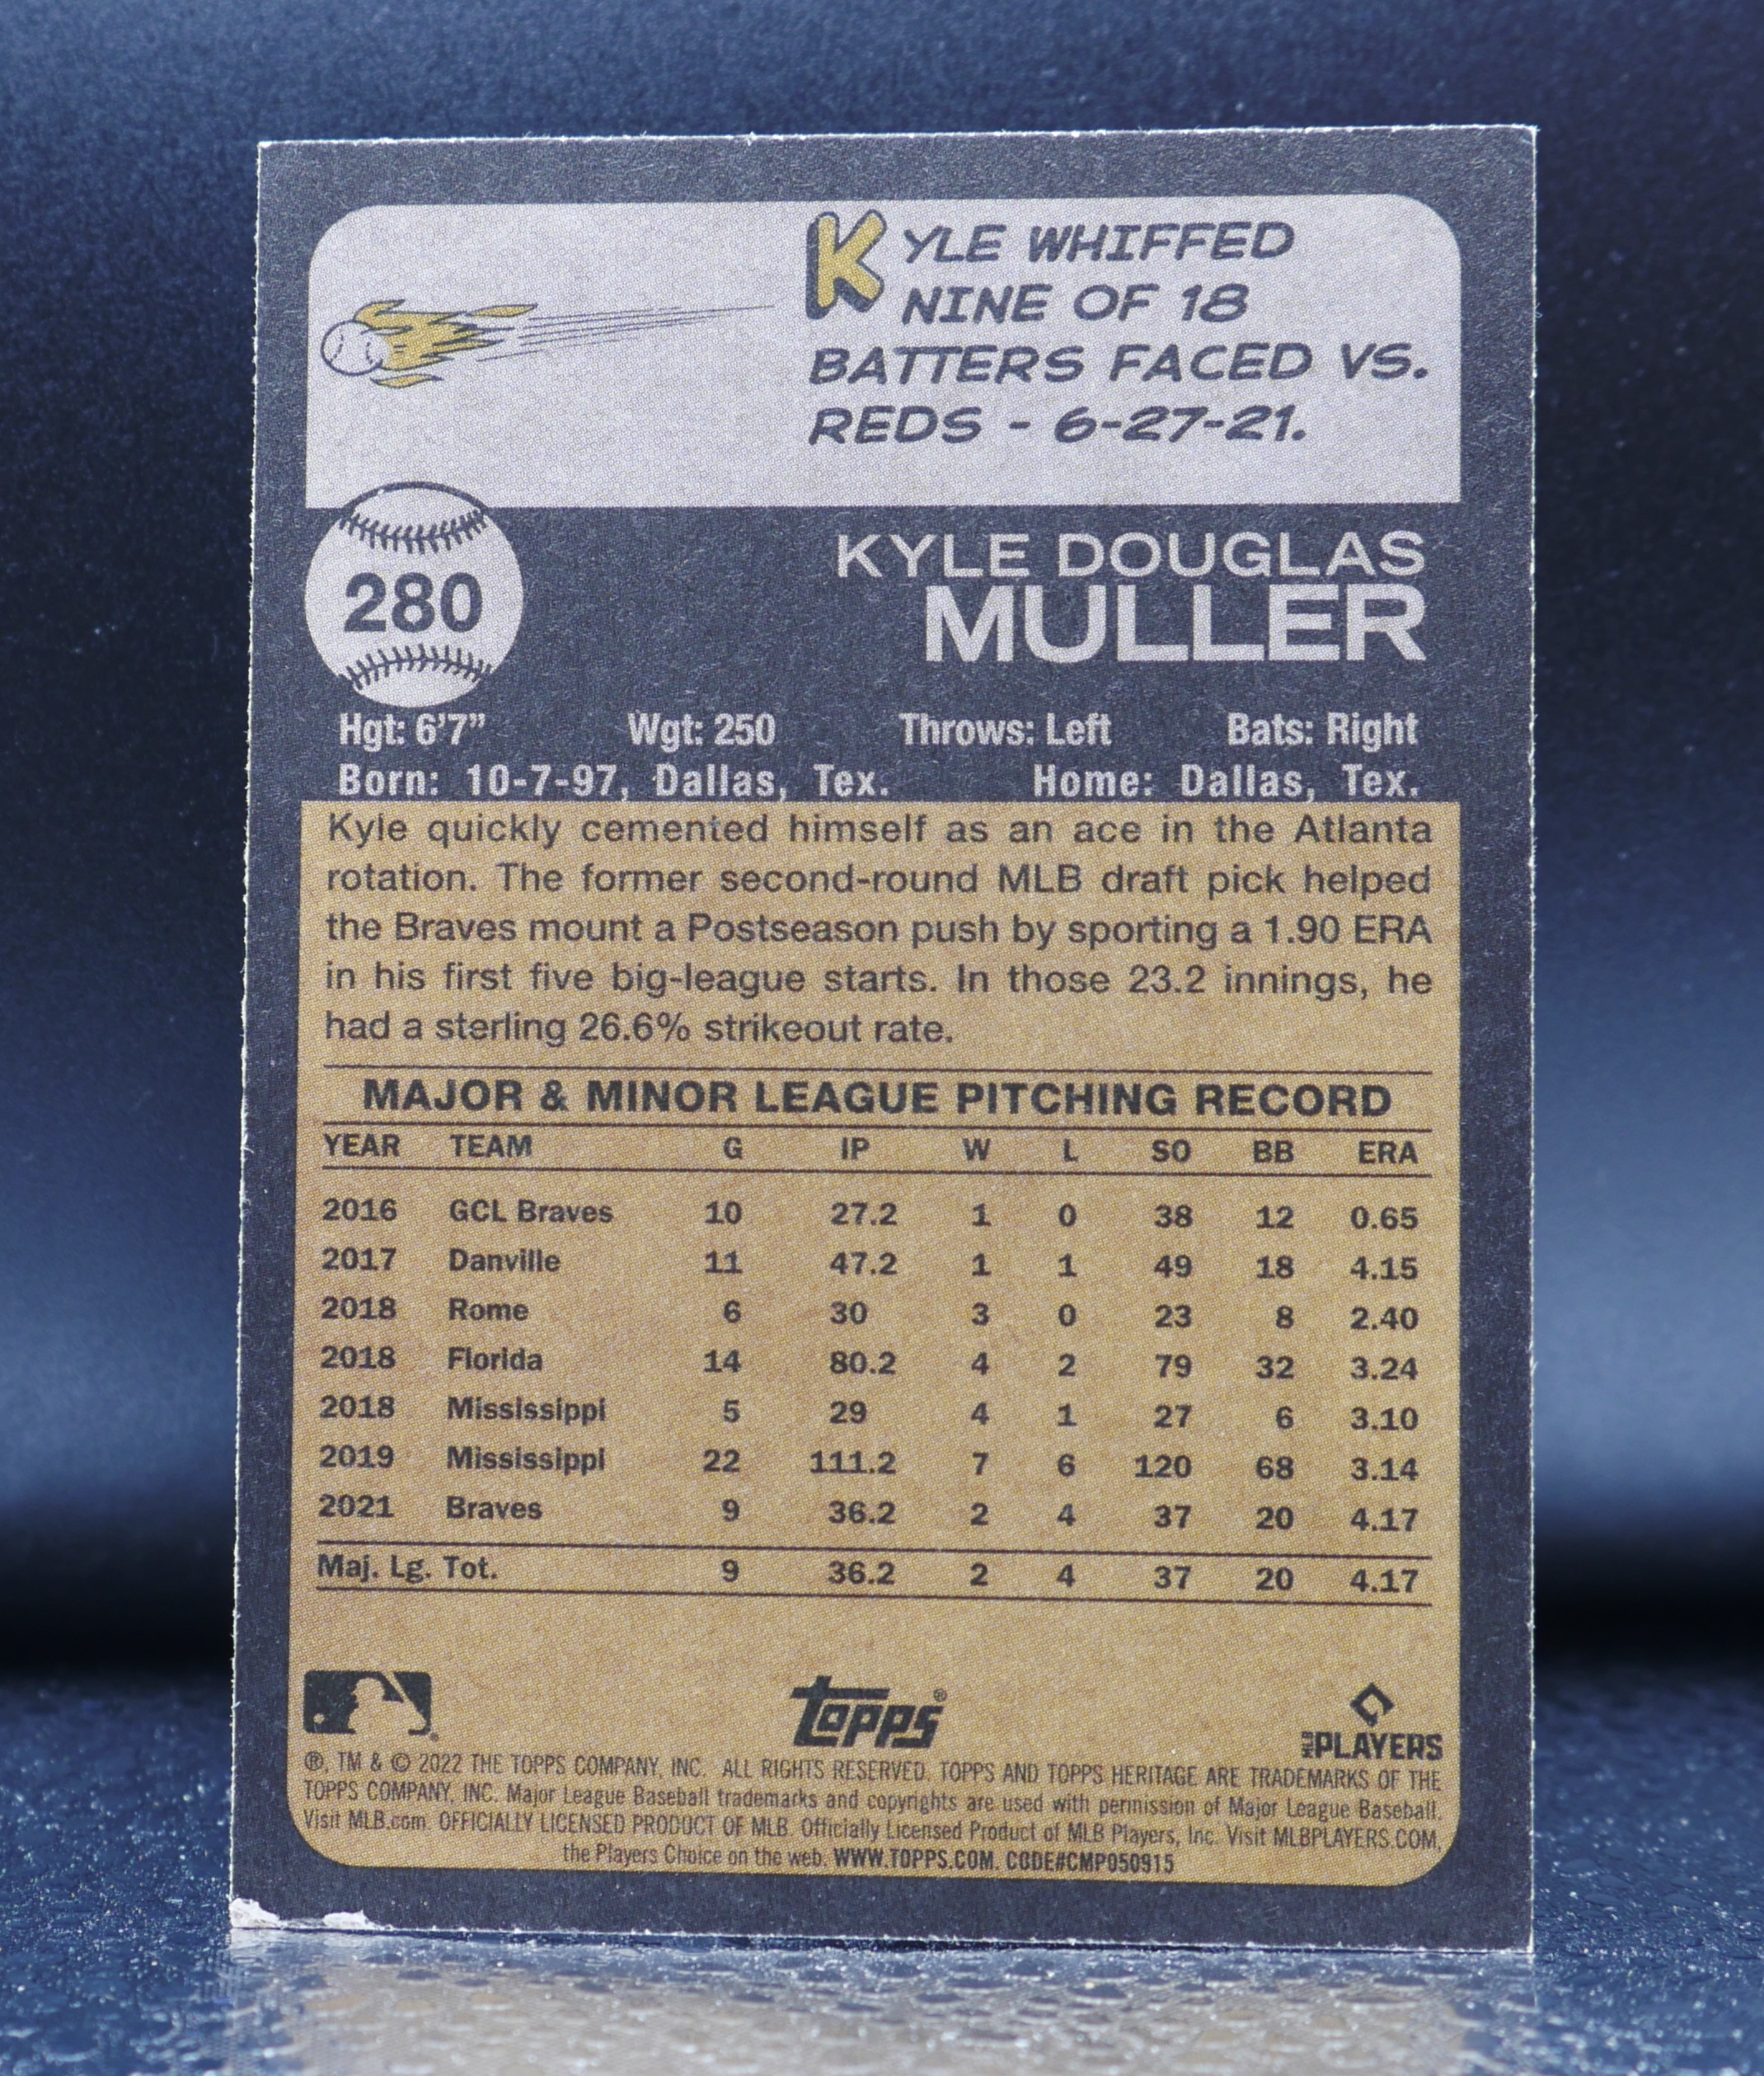 KYLE WHIFFED
NINE OF 18
BATTERS FACED VS.
REDS - 6-27-21.
280
KYLE DOUGLAS
MULLER
Hgt: 6'7" Wgt: 250 Throws: Left Bats: Right
Born: 10-7-97, Dallas, Tex. Home: Dallas, Tex.
Kyle quickly cemented himself as an ace in the Atlanta
rotation. The former second-round MLB draft pick helped
the Braves mount a Postseason push by sporting a 1.90 ERA
in his first five big-league starts. In those 23.2 innings, he
had a sterling 26.6% strikeout rate.
MAJOR & MINOR LEAGUE PITCHING RECORD
YEAR TEAM G IP W L SO BB ERA
2016 GCL Braves 10 27.2 1 0 38 12 0.65
2017 Danville 11 47.2 1 1 49 18 4.15
2018 Rome 6 30 3 0 23 8 2.40
2018 Florida 14 80.2 4 2 79 32 3.24
2018 Mississippi 5 29 4 1 27 6 3.10
2019 Mississippi 22 111.2 7 6 120 68 3.14
2021 Braves 9 36.2 2 4 37 20 4.17
Maj. Lg. Tot. 9 36.2 2 4 37 20 4.17
topps®
MLB PLAYERS
®, TM & © 2022 THE TOPPS COMPANY, INC. ALL RIGHTS RESERVED. TOPPS AND TOPPS HERITAGE ARE TRADEMARKS OF THE
TOPPS COMPANY, INC. Major League Baseball trademarks and copyrights are used with permission of Major League Baseball.
Visit MLB.com. OFFICIALLY LICENSED PRODUCT OF MLB. Officially Licensed Product of MLB Players, Inc. Visit MLBPLAYERS.COM,
the Players Choice on the web. WWW.TOPPS.COM. CODE#CMP050915